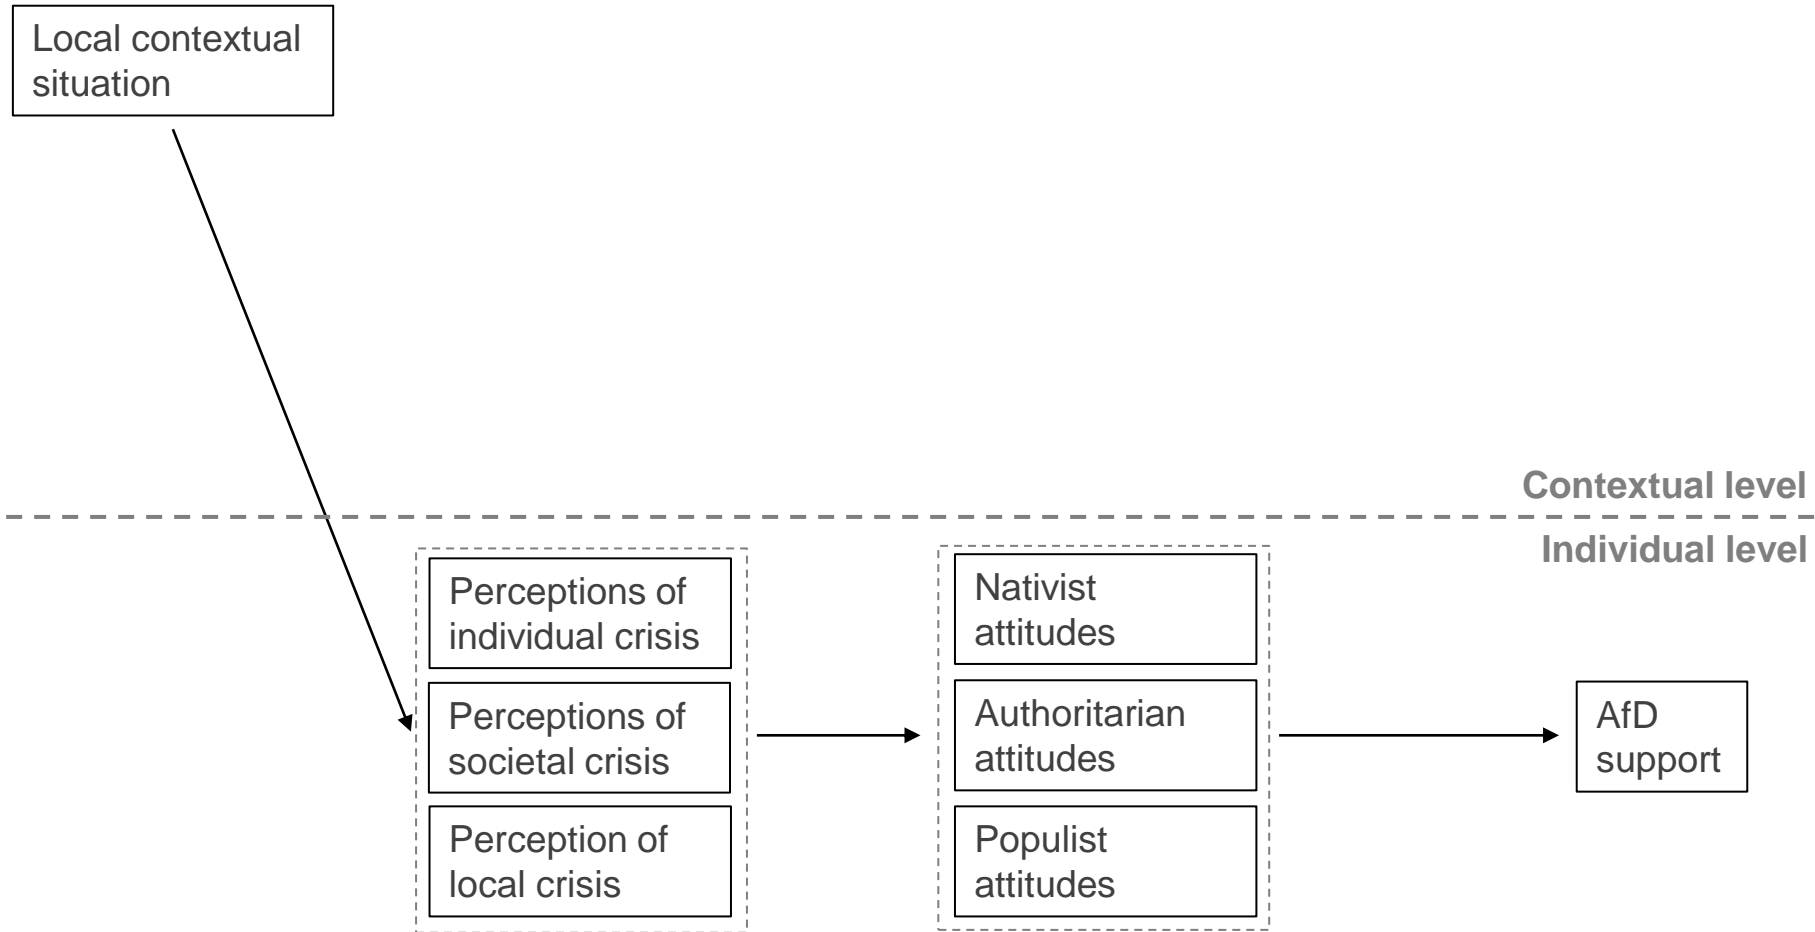 Local contextual
situation
Contextual level
Individual level
Perceptions of
individual crisis
Perceptions of
societal crisis
Perception of
local crisis
Nativist
attitudes
Authoritarian
attitudes
Populist
attitudes
AfD
support